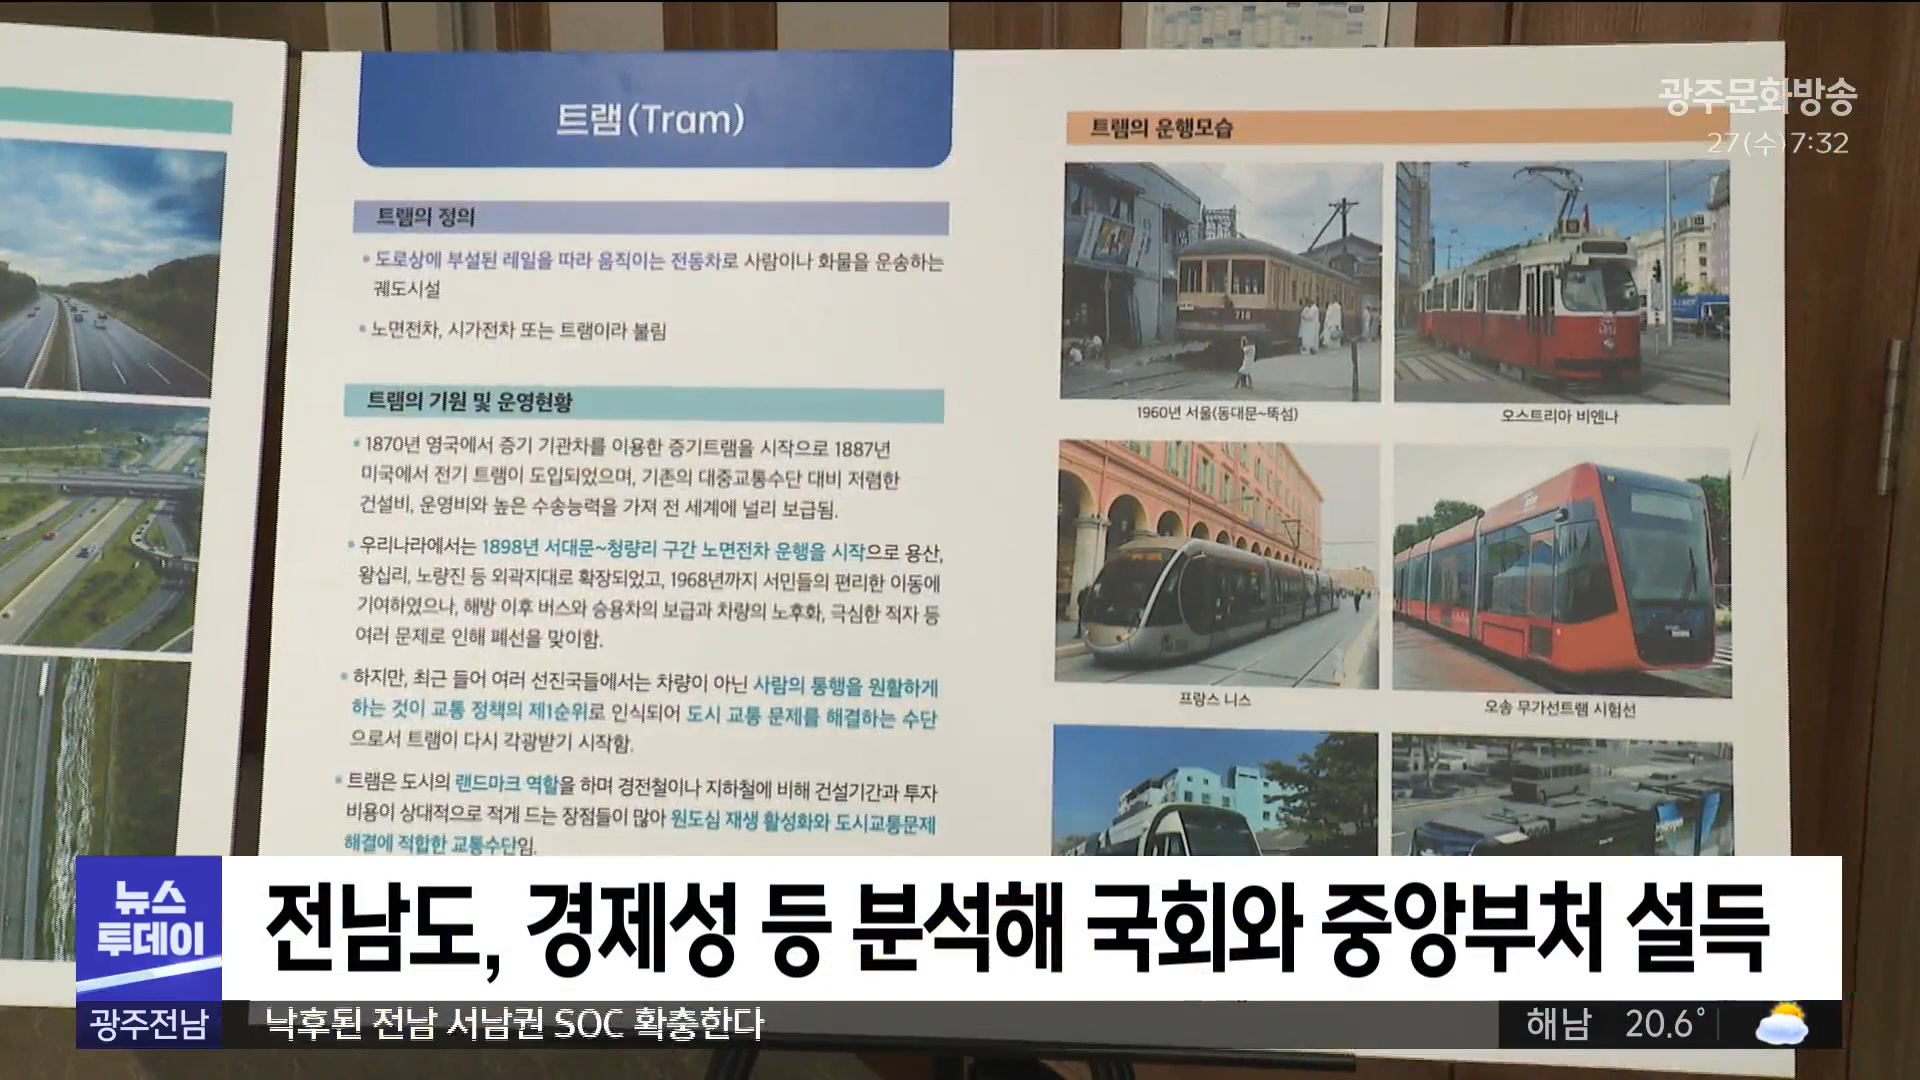 광주문화방송
27(수) 7:32
트램(Tram)
트램의 정의
• 도로상에 부설된 레일을 따라 움직이는 전동차로 사람이나 화물을 운송하는
궤도시설
• 노면전차, 시가전차 또는 트램이라 불림
트램의 기원 및 운영현황
• 1870년 영국에서 증기 기관차를 이용한 증기트램을 시작으로 1887년
미국에서 전기 트램이 도입되었으며, 기존의 대중교통수단 대비 저렴한
건설비, 운영비와 높은 수송능력을 가져 전 세계에 널리 보급됨.
• 우리나라에서는 1898년 서대문~청량리 구간 노면전차 운행을 시작으로 용산,
왕십리, 노량진 등 외곽지대로 확장되었고, 1968년까지 서민들의 편리한 이동에
기여하였으나, 해방 이후 버스와 승용차의 보급과 차량의 노후화, 극심한 적자 등
여러 문제로 인해 폐선을 맞이함.
• 하지만, 최근 들어 여러 선진국들에서는 차량이 아닌 사람의 통행을 원활하게
하는 것이 교통 정책의 제1순위로 인식되어 도시 교통 문제를 해결하는 수단
으로서 트램이 다시 각광받기 시작함.
• 트램은 도시의 랜드마크 역할을 하며 경전철이나 지하철에 비해 건설기간과 투자
비용이 상대적으로 적게 드는 장점들이 많아 원도심 재생 활성화와 도시교통문제
해결에 적합한 교통수단임.
트램의 운행모습
710
1960년 서울(동대문~뚝섬)
오스트리아 비엔나
프랑스 니스
오송 무가선트램 시험선
뉴스
투데이
전남도, 경제성 등 분석해 국회와 중앙부처 설득
광주전남
낙후된 전남 서남권 SOC 확충한다
해남 20.6°